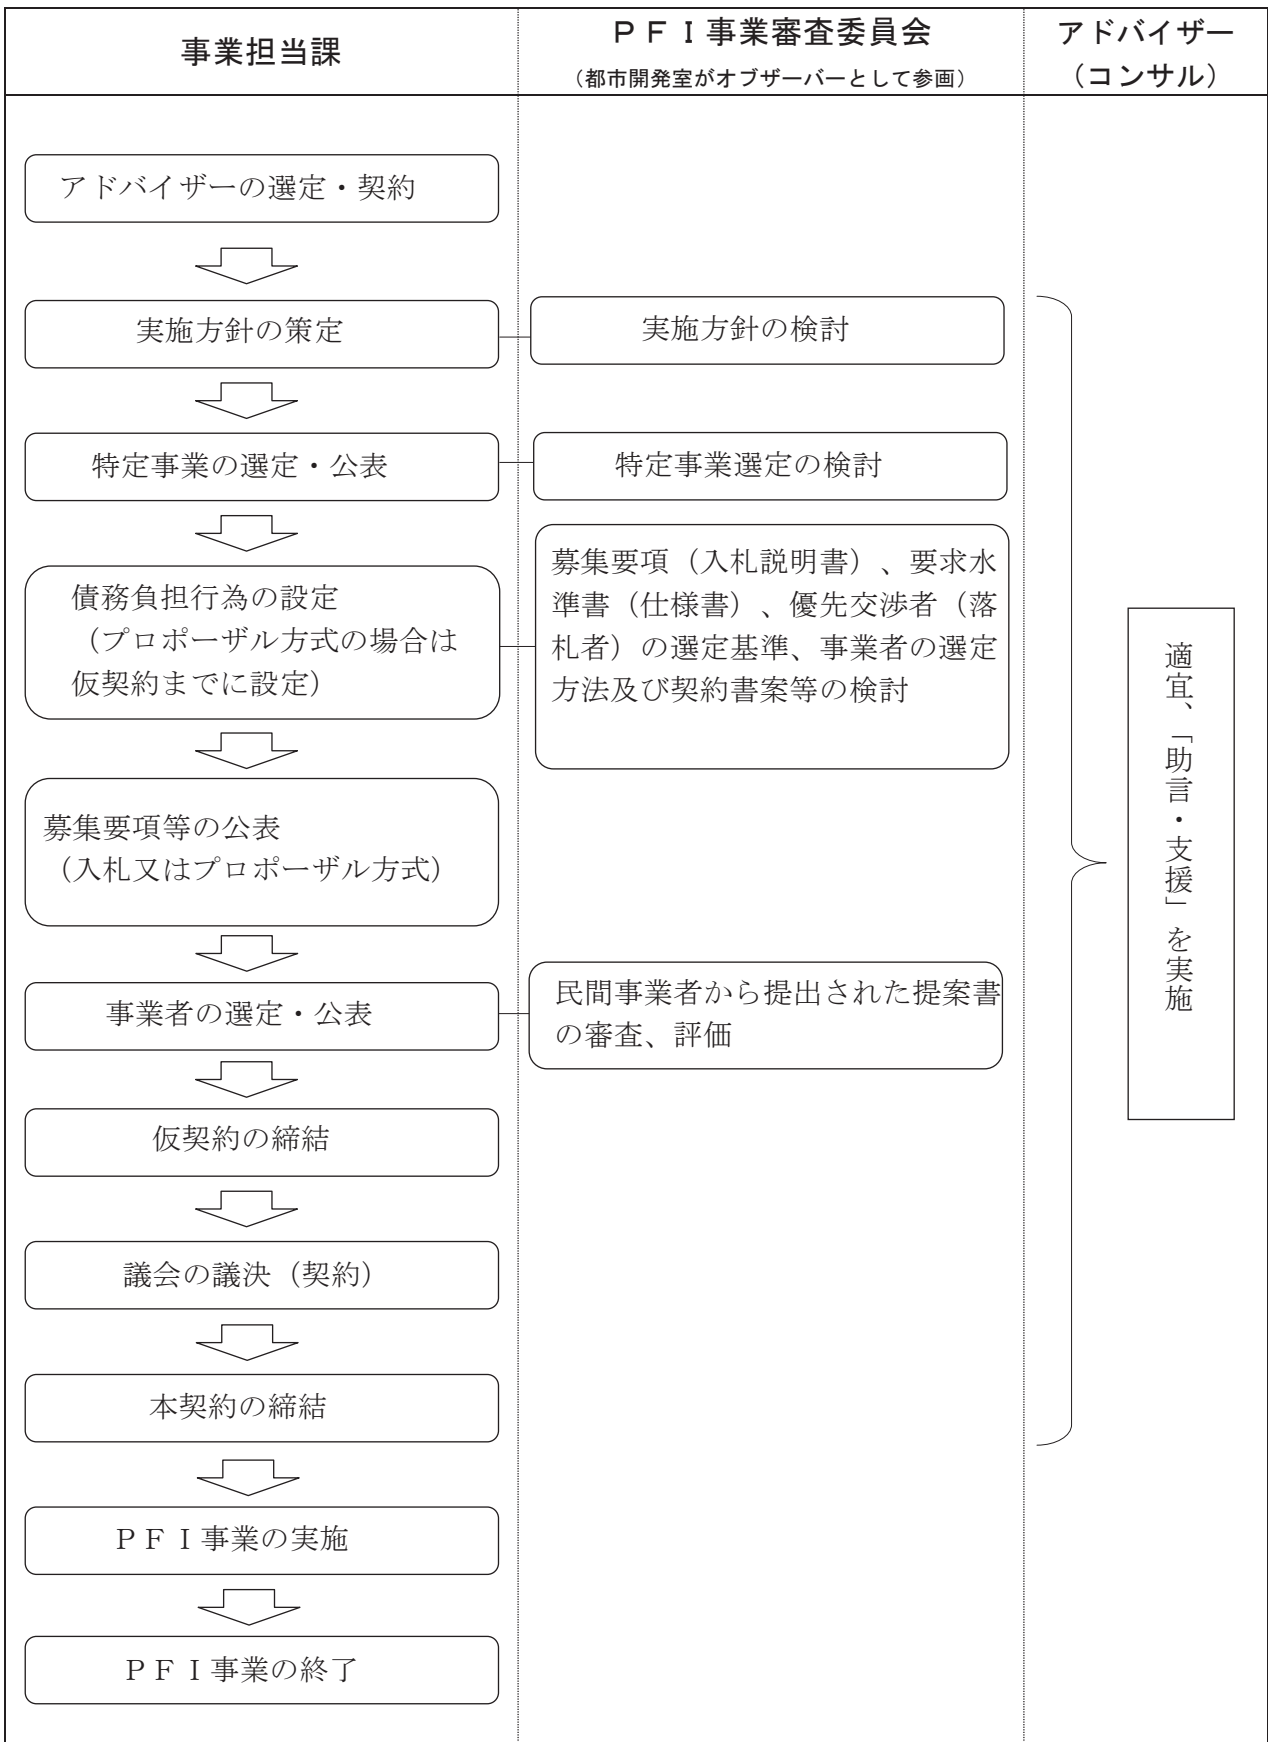 事業担当課
ＰＦＩ事業審査委員会
（都市開発室がオブザーバーとして参画）
アドバイザー
（コンサル）
アドバイザーの選定・契約
実施方針の策定
実施方針の検討
特定事業の選定・公表
特定事業選定の検討
債務負担行為の設定
（プロポーザル方式の場合は
仮契約までに設定）
募集要項（入札説明書）、要求水
準書（仕様書）、優先交渉者（落
札者）の選定基準、事業者の選定
方法及び契約書案等の検討
募集要項等の公表
（入札又はプロポーザル方式）
事業者の選定・公表
民間事業者から提出された提案書
の審査、評価
仮契約の締結
議会の議決（契約）
本契約の締結
ＰＦＩ事業の実施
ＰＦＩ事業の終了
適宜、「助言・支援」を実施